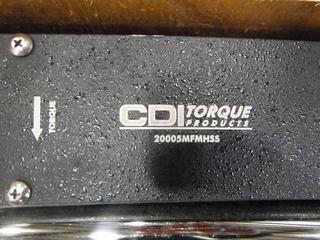 CDI TORQUE
PRODUCTS
20005MFMHSS
TORQUE